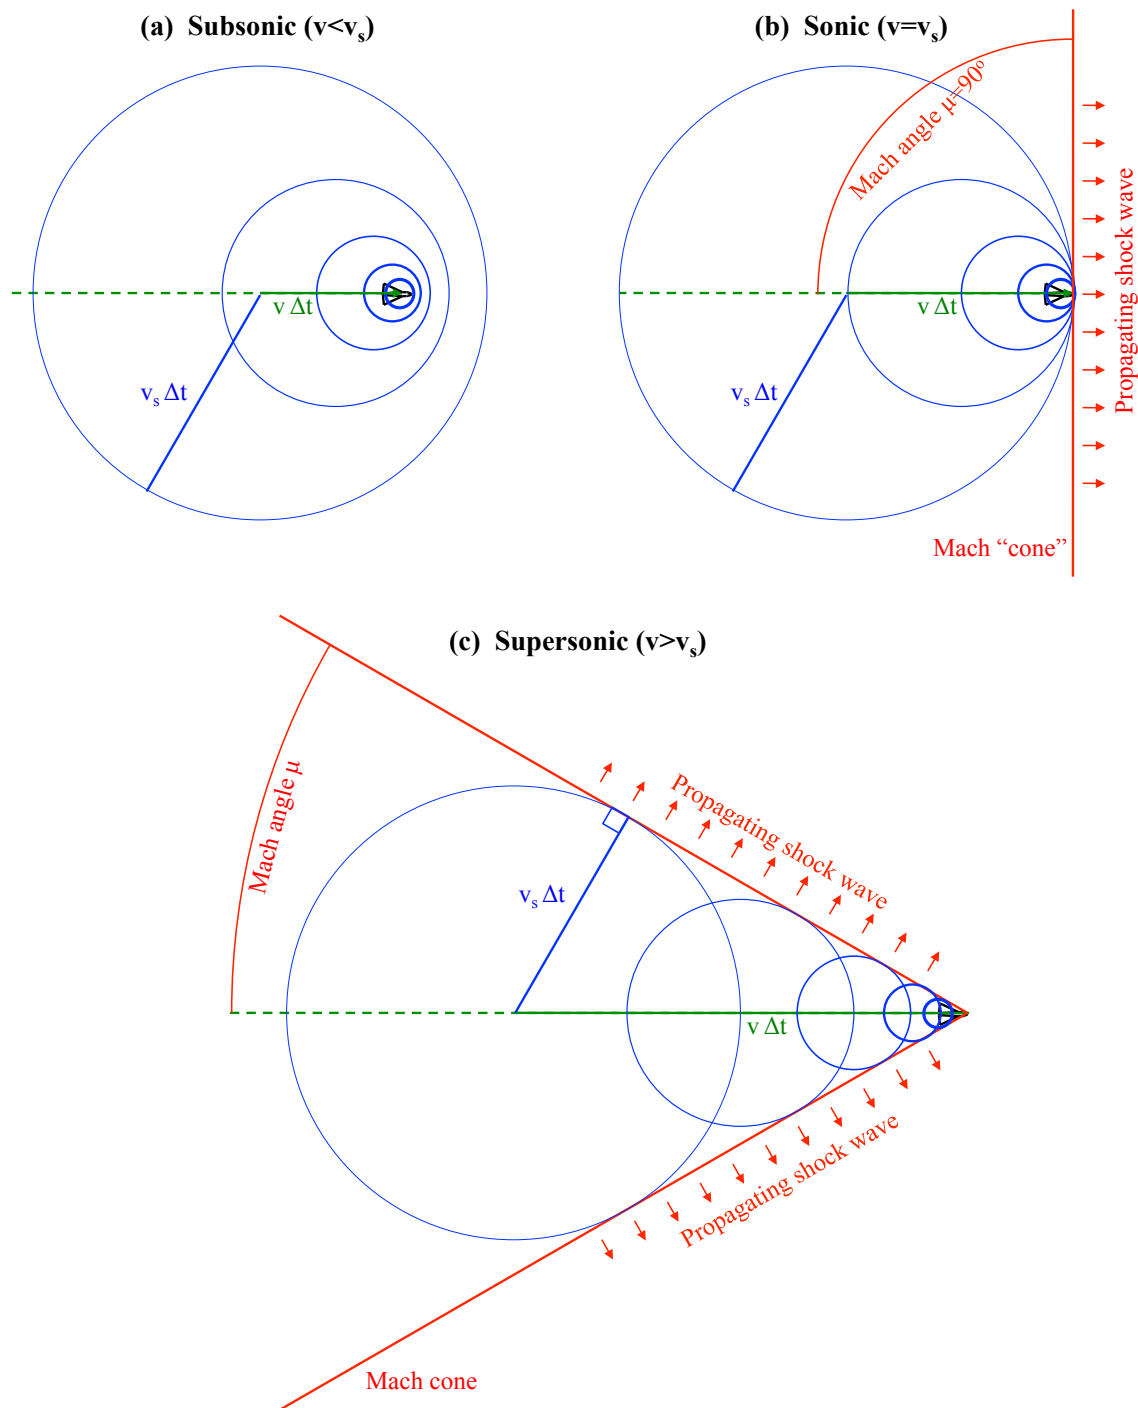 (a) Subsonic (v<vₛ)
(b) Sonic (v=vₛ)
Mach angle μ=90º
Propagating shock wave
v Δt
v Δt
vₛ Δt
vₛ Δt
Mach “cone”
(c) Supersonic (v>vₛ)
Mach angle μ
Propagating shock wave
vₛ Δt
v Δt
Propagating shock wave
Mach cone